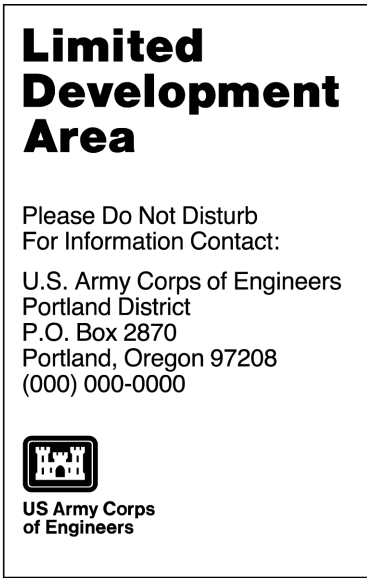 Limited
Development
Area
Please Do Not Disturb
For Information Contact:
U.S. Army Corps of Engineers
Portland District
P.O. Box 2870
Portland, Oregon 97208
(000) 000-0000
US Army Corps
of Engineers